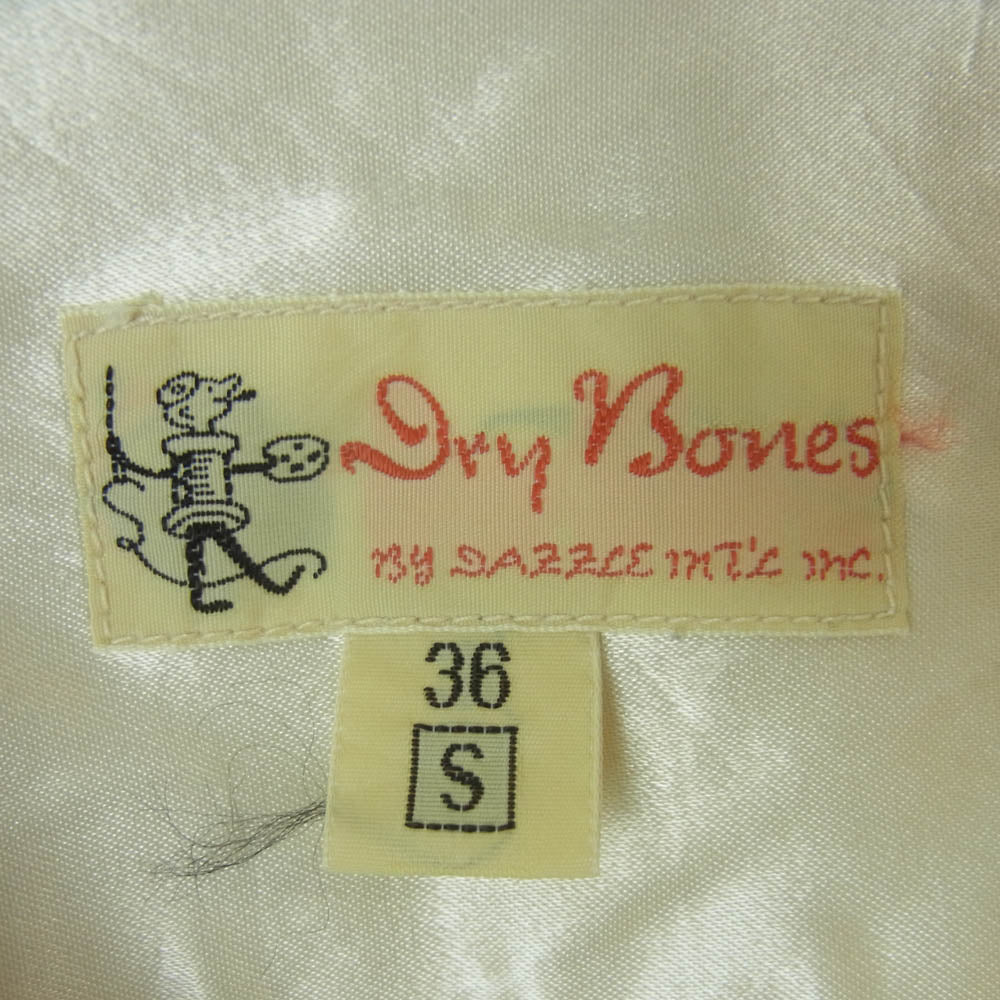 Dry Bones
BY DAZZLE INT'L INC.
36
S